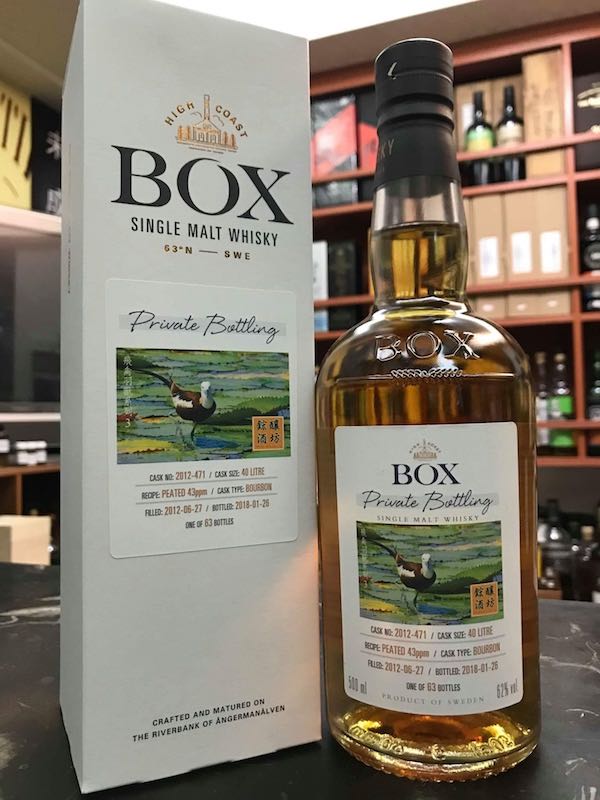 HIGH COAST
BOX
SINGLE MALT WHISKY
63°N — SWE
Private Bottling
CASK NO: 2012-471 / CASK SIZE: 40 LITRE
RECIPE: PEATED 43ppm / CASK TYPE: BOURBON
FILLED: 2012-06-27 / BOTTLED: 2018-01-26
ONE OF 63 BOTTLES
CRAFTED AND MATURED ON
THE RIVERBANK OF ÅNGERMANÄLVEN
BOX
HIGH COAST
BOX
Private Bottling
SINGLE MALT WHISKY
CASK NO: 2012-471 / CASK SIZE: 40 LITRE
RECIPE: PEATED 43ppm / CASK TYPE: BOURBON
FILLED: 2012-06-27 / BOTTLED: 2018-01-26
ONE OF 63 BOTTLES
500 ml
62% vol
PRODUCT OF SWEDEN